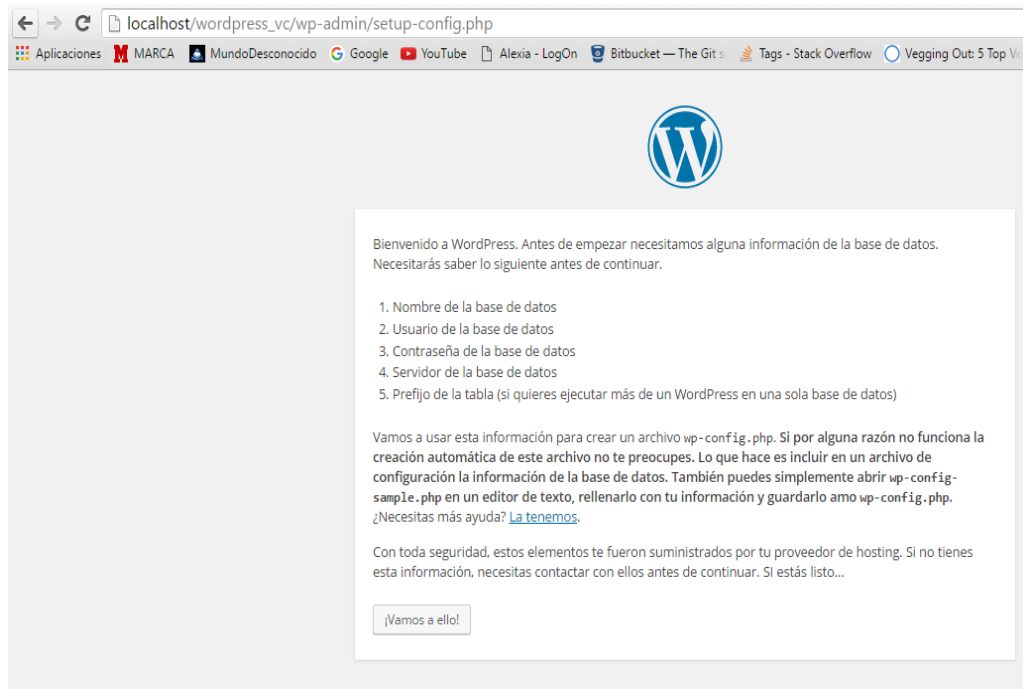 localhost/wordpress_vc/wp-admin/setup-config.php
Aplicaciones MARCA MundoDesconocido Google YouTube Alexia - LogOn Bitbucket — The Git s Tags - Stack Overflow Vegging Out: 5 Top Ve
Bienvenido a WordPress. Antes de empezar necesitamos alguna información de la base de datos.
Necesitarás saber lo siguiente antes de continuar.
1. Nombre de la base de datos
2. Usuario de la base de datos
3. Contraseña de la base de datos
4. Servidor de la base de datos
5. Prefijo de la tabla (si quieres ejecutar más de un WordPress en una sola base de datos)
Vamos a usar esta información para crear un archivo wp-config.php. Si por alguna razón no funciona la
creación automática de este archivo no te preocupes. Lo que hace es incluir en un archivo de
configuración la información de la base de datos. También puedes simplemente abrir wp-config-
sample.php en un editor de texto, rellenarlo con tu información y guardarlo amo wp-config.php.
¿Necesitas más ayuda? La tenemos.
Con toda seguridad, estos elementos te fueron suministrados por tu proveedor de hosting. Si no tienes
esta información, necesitas contactar con ellos antes de continuar. SI estás listo...
¡Vamos a ello!